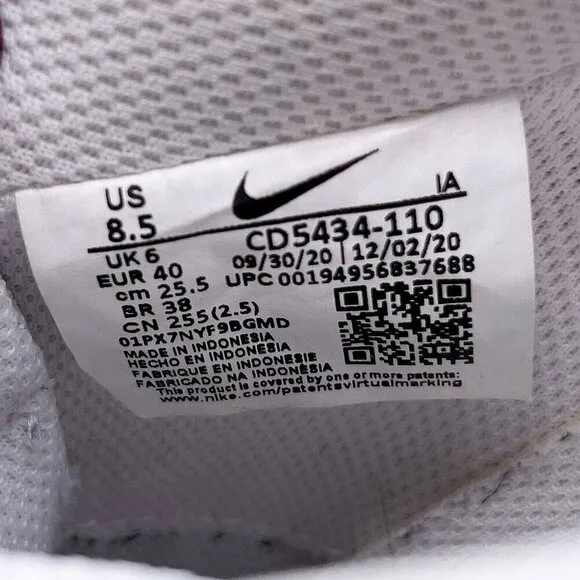 US
8.5
IA
UK 6
CD5434-110
EUR 40
09/30/20 | 12/02/20
cm 25.5
UPC 00194956837688
BR 38
CN 255(2.5)
01PX7NYF9BGMD
MADE IN INDONESIA
HECHO EN INDONESIA
FABRIQUE EN INDONESIE
FABRICADO NA INDONESIA
This product is covered by one or more patents:
www.nike.com/patentsvirtualmarking